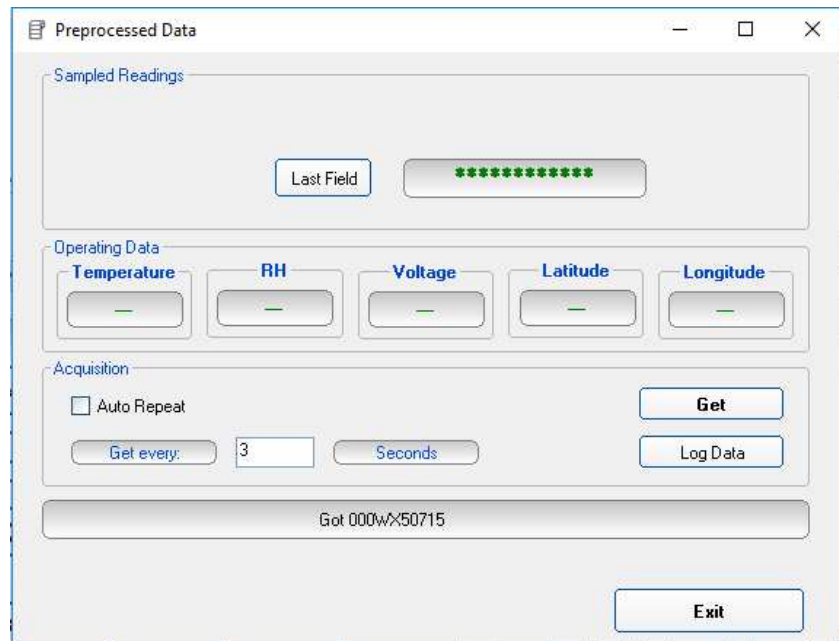 Preprocessed Data
Sampled Readings
Last Field ************
Operating Data
Temperature RH Voltage Latitude Longitude
— — — — —
Acquisition
Auto Repeat Get
Get every: 3 Seconds Log Data
Got 000WX50715
Exit